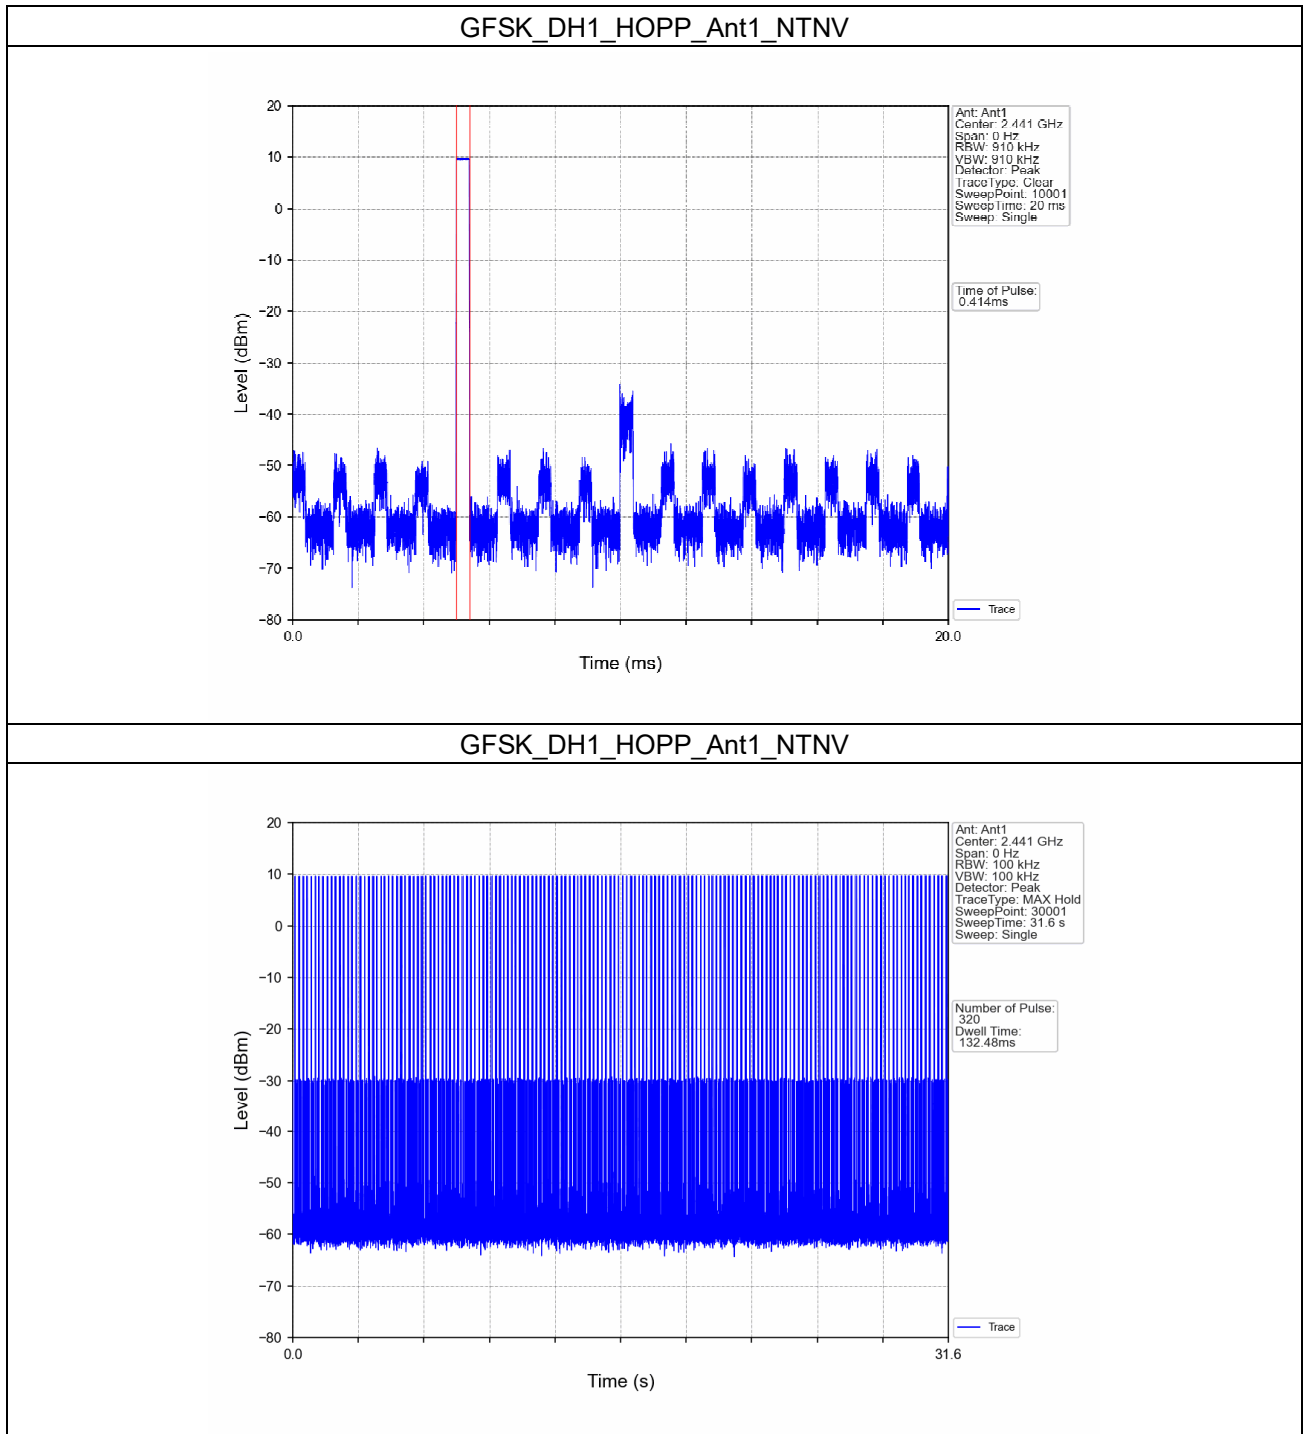 GFSK_DH1_HOPP_Ant1_NTNV
20
10
0
−10
−20
−30
−40
−50
−60
−70
−80
Level (dBm)
0.0
20.0
Time (ms)
Ant: Ant1
Center: 2.441 GHz
Span: 0 Hz
RBW: 910 kHz
VBW: 910 kHz
Detector: Peak
TraceType: Clear
SweepPoint: 10001
SweepTime: 20 ms
Sweep: Single
Time of Pulse:
0.414ms
Trace
GFSK_DH1_HOPP_Ant1_NTNV
20
10
0
−10
−20
−30
−40
−50
−60
−70
−80
Level (dBm)
0.0
31.6
Time (s)
Ant: Ant1
Center: 2.441 GHz
Span: 0 Hz
RBW: 100 kHz
VBW: 100 kHz
Detector: Peak
TraceType: MAX Hold
SweepPoint: 30001
SweepTime: 31.6 s
Sweep: Single
Number of Pulse:
320
Dwell Time:
132.48ms
Trace